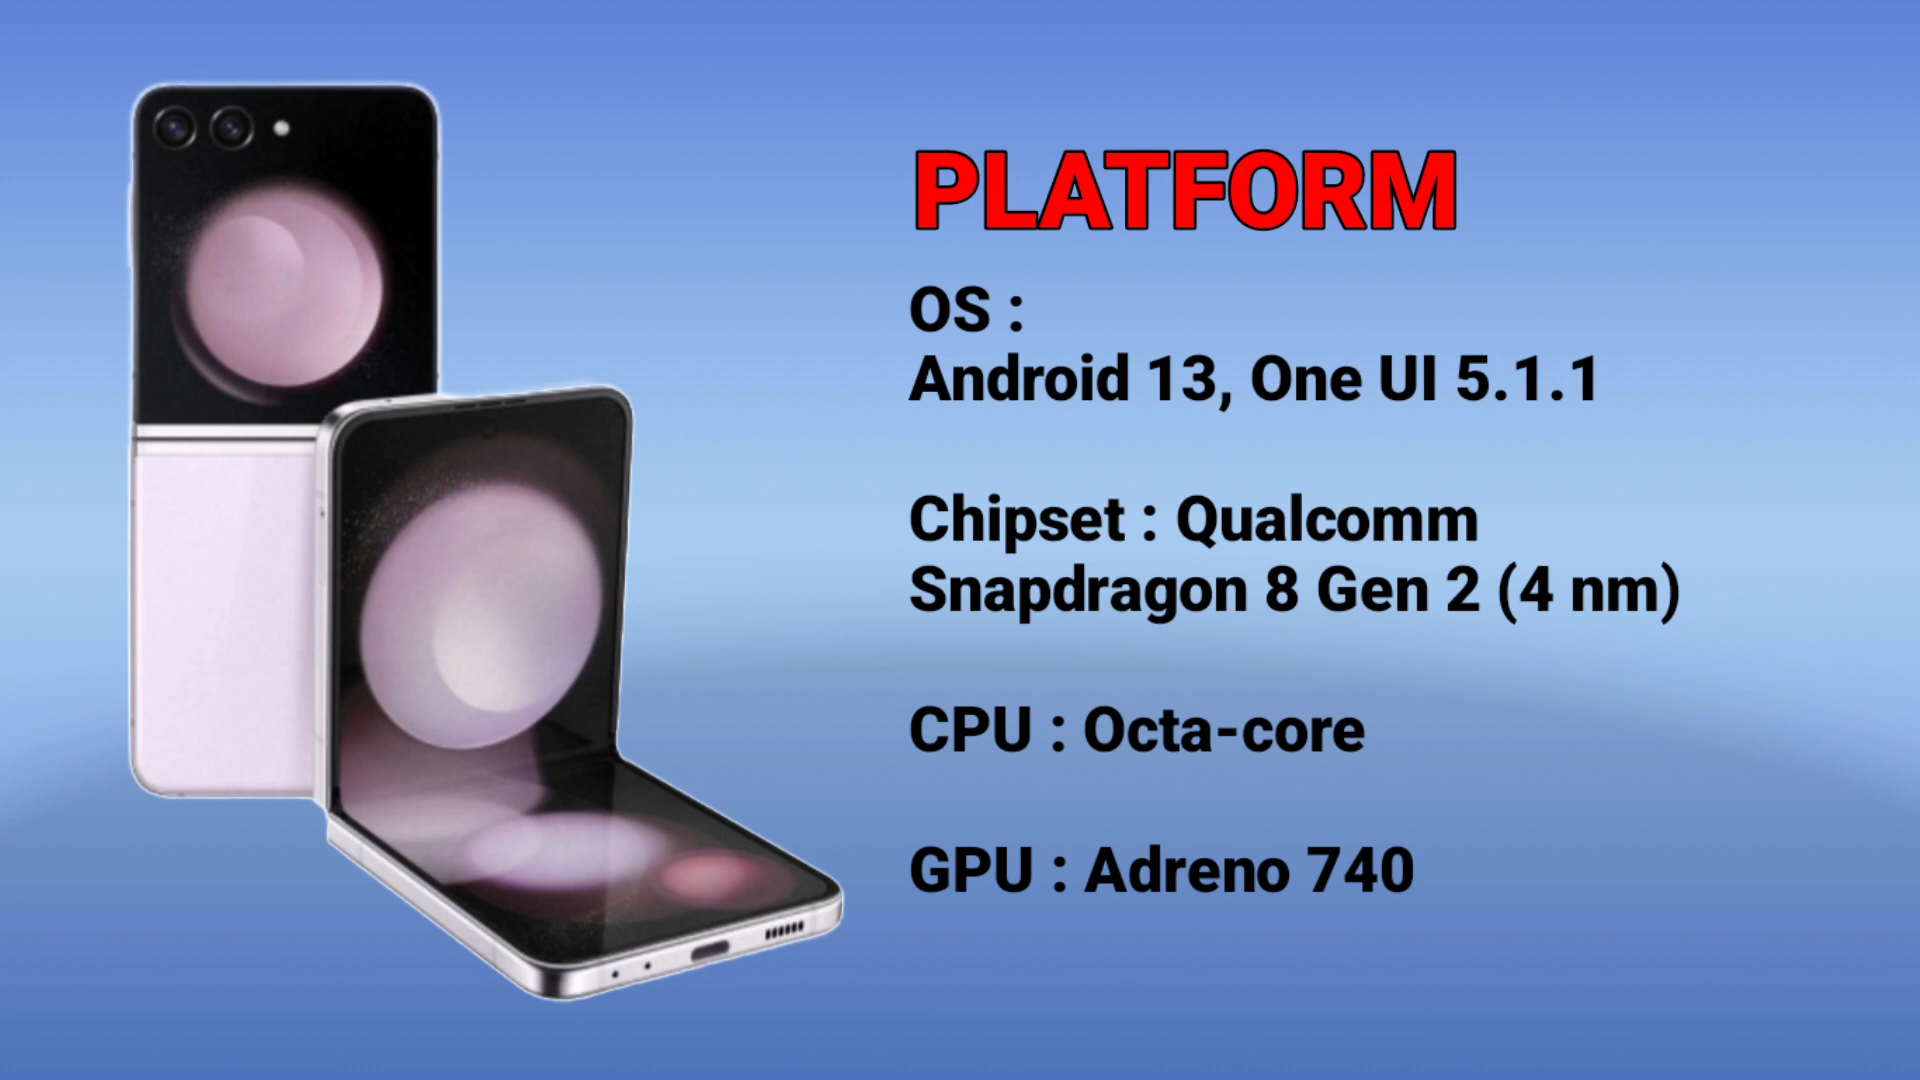 PLATFORM
OS :
Android 13, One UI 5.1.1
Chipset : Qualcomm
Snapdragon 8 Gen 2 (4 nm)
CPU : Octa-core
GPU : Adreno 740